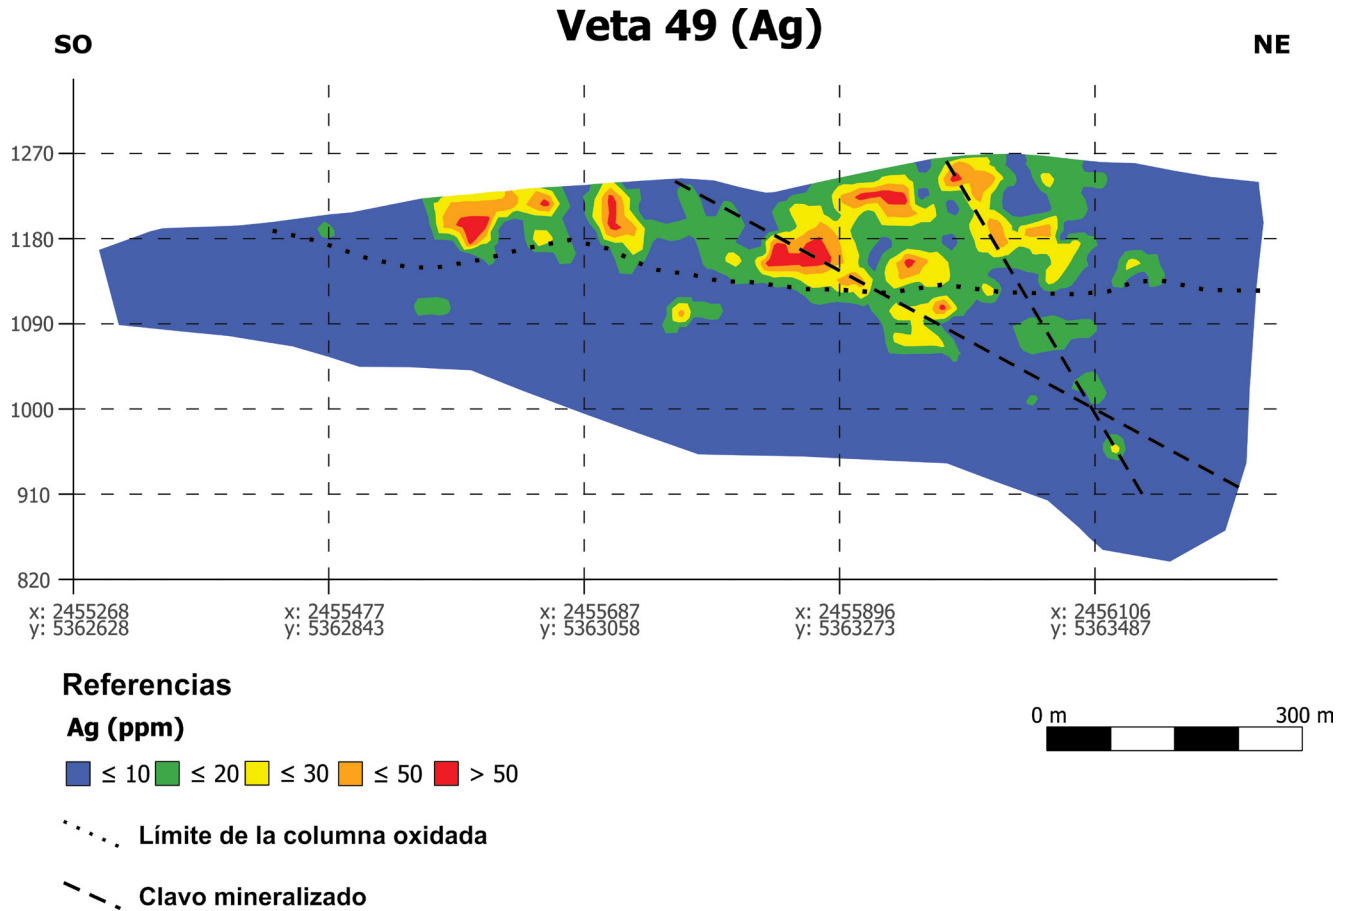 Veta 49 (Ag)
SO
NE
1270
1180
1090
1000
910
820
x: 2455268
y: 5362628
x: 2455477
y: 5362843
x: 2455687
y: 5363058
x: 2455896
y: 5363273
x: 2456106
y: 5363487
Referencias
Ag (ppm)
≤ 10 ≤ 20 ≤ 30 ≤ 50 > 50
0 m 300 m
Límite de la columna oxidada
Clavo mineralizado